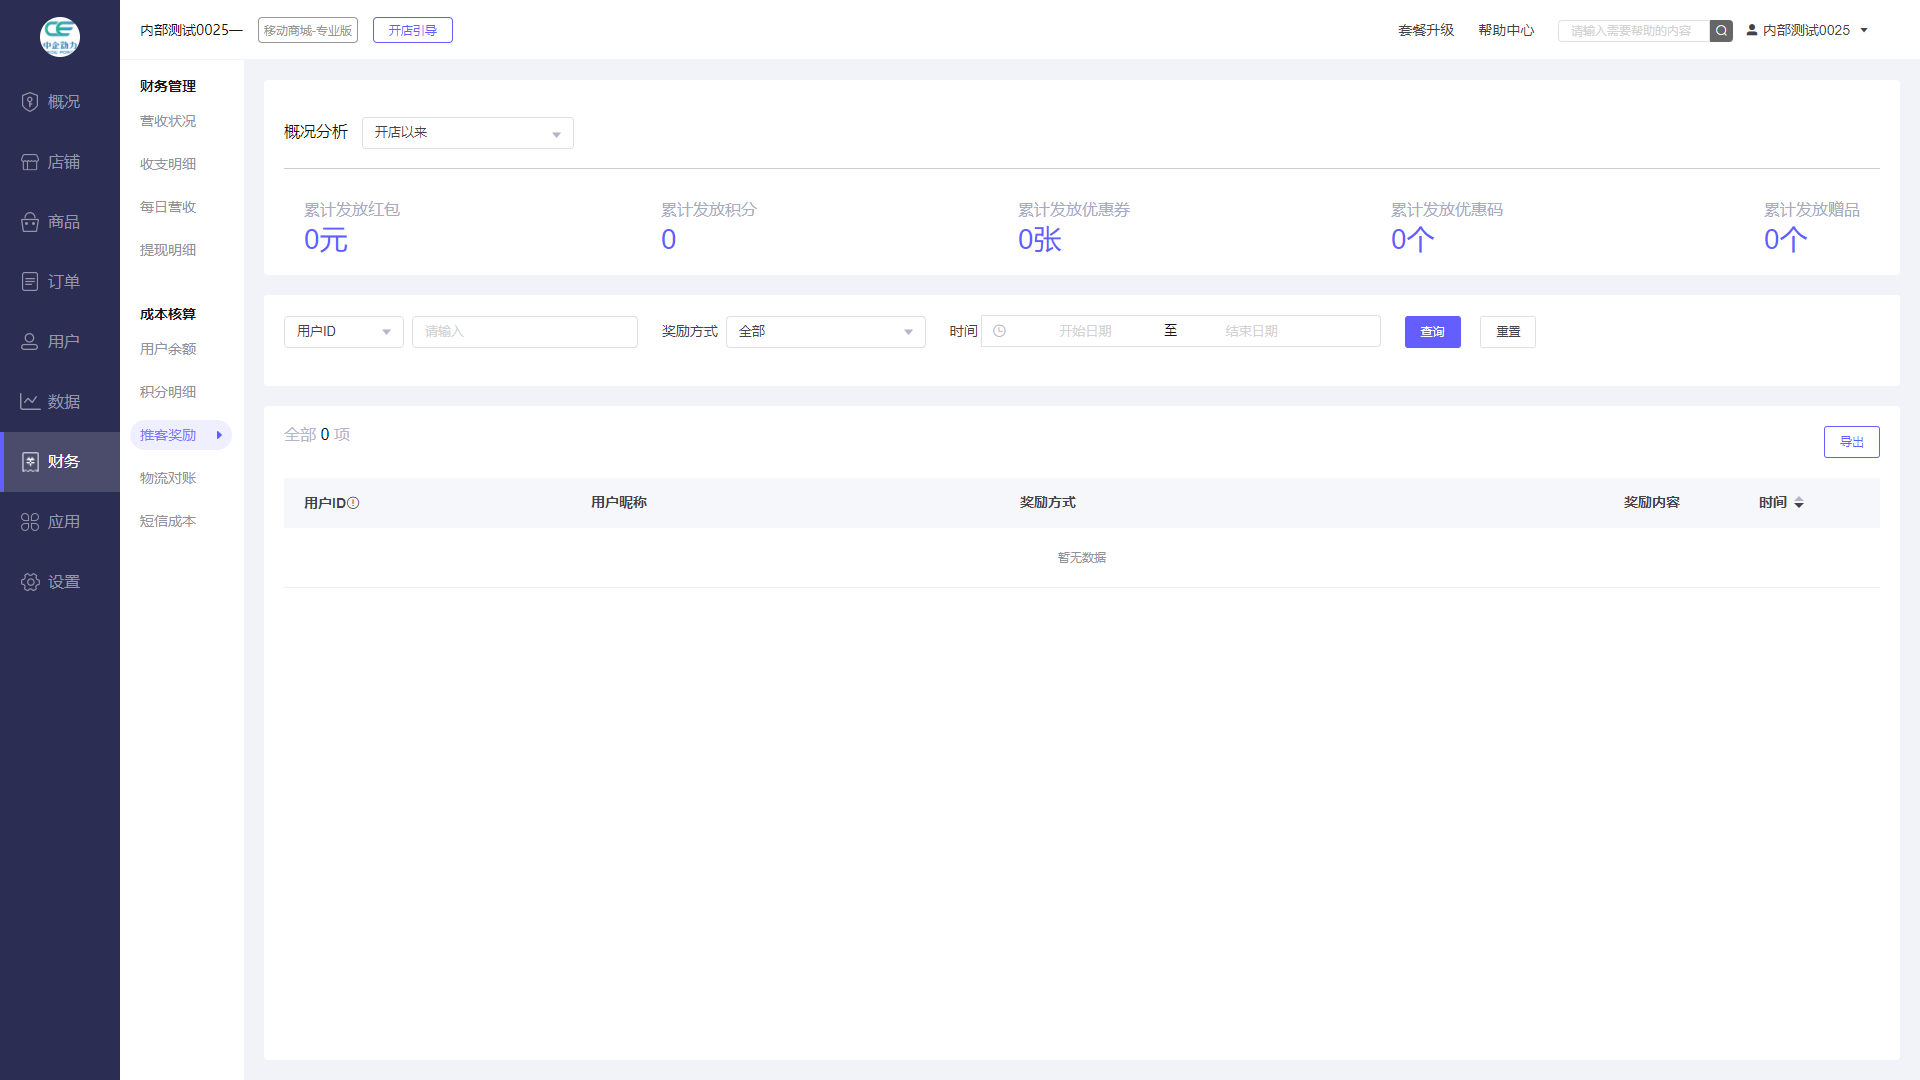 内部测试0025—
移动商城-专业版
开店引导
套餐升级
帮助中心
请输入需要帮助的内容
内部测试0025
中企动力
概况
店铺
商品
订单
用户
数据
财务
应用
设置
财务管理
营收状况
收支明细
每日营收
提现明细
成本核算
用户余额
积分明细
推客奖励
物流对账
短信成本
概况分析
开店以来
累计发放红包
0元
累计发放积分
0
累计发放优惠券
0张
累计发放优惠码
0个
累计发放赠品
0个
用户ID
请输入
奖励方式
全部
时间
开始日期
至
结束日期
查询
重置
全部 0 项
导出
用户ID
用户昵称
奖励方式
奖励内容
时间
暂无数据